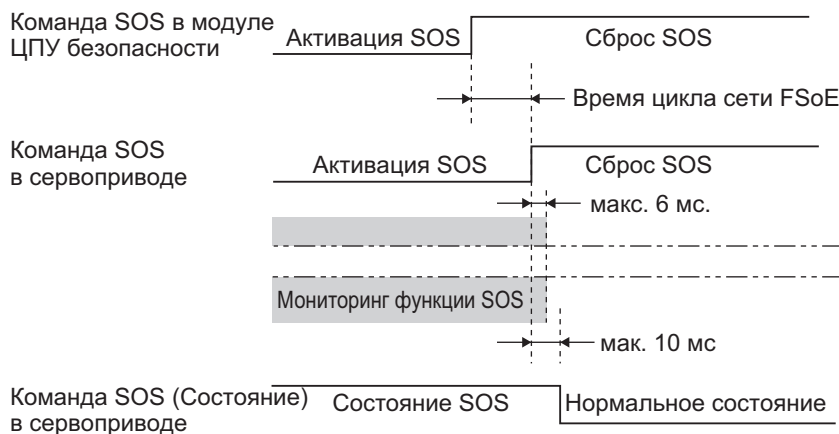 Команда SOS в модуле
ЦПУ безопасности
Активация SOS
Сброс SOS
Время цикла сети FSoE
Команда SOS
в сервоприводе
Активация SOS
Сброс SOS
макс. 6 мс.
Мониторинг функции SOS
мак. 10 мс
Команда SOS (Состояние)
в сервоприводе
Состояние SOS
Нормальное состояние